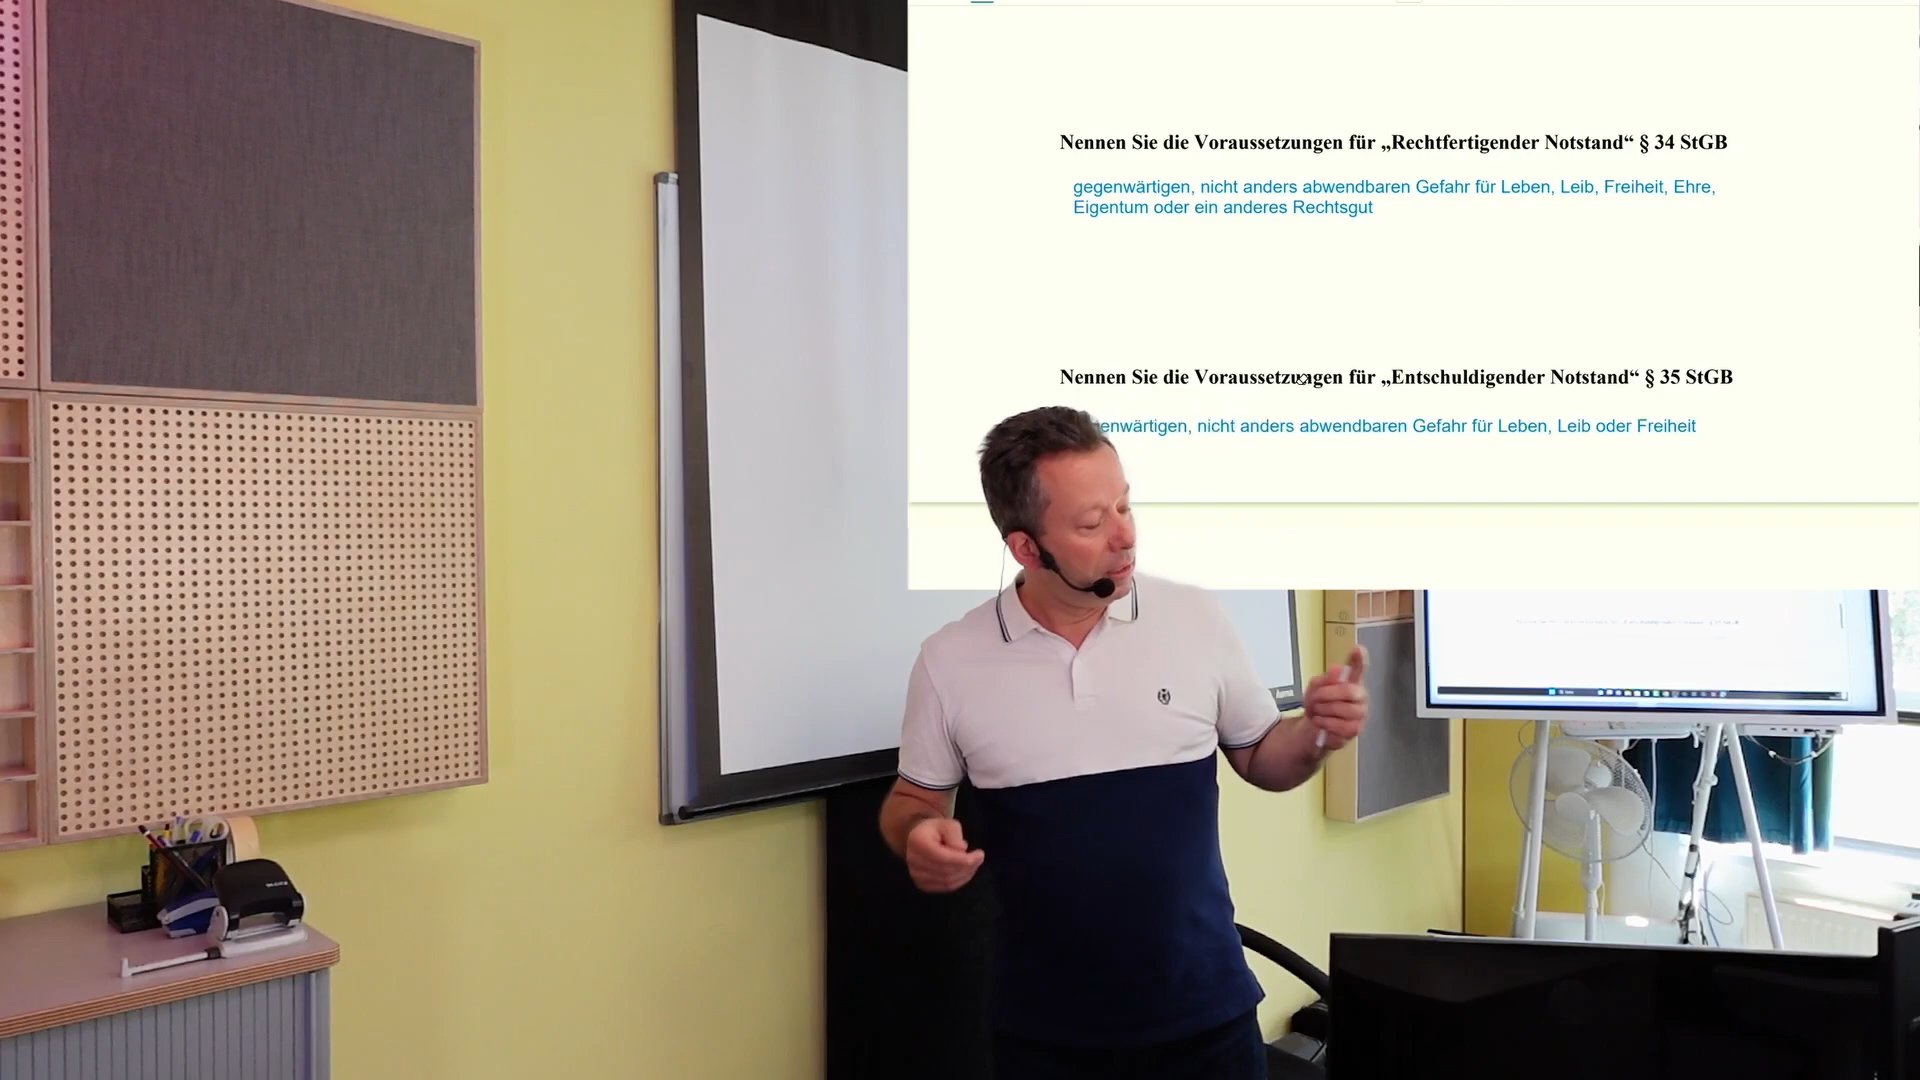 Nennen Sie die Voraussetzungen für „Rechtfertigender Notstand“ § 34 StGB
gegenwärtigen, nicht anders abwendbaren Gefahr für Leben, Leib, Freiheit, Ehre,
Eigentum oder ein anderes Rechtsgut
Nennen Sie die Voraussetzungen für „Entschuldigender Notstand“ § 35 StGB
enwärtigen, nicht anders abwendbaren Gefahr für Leben, Leib oder Freiheit
hama